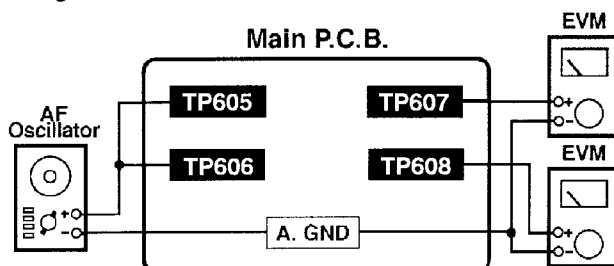 EVM
Main P.C.B.
AF
Oscillator
TP605
TP607
+
-
EVM
TP606
TP608
+
-
A. GND
+
-